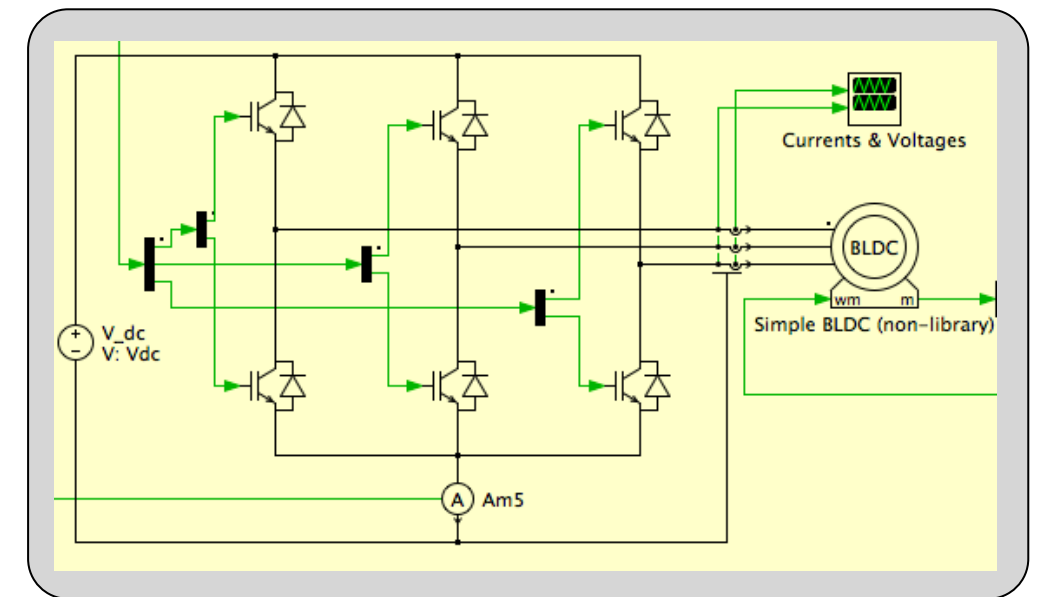 Currents & Voltages
BLDC
wm
m
Simple BLDC (non-library)
V_dc
V: Vdc
A
Am5